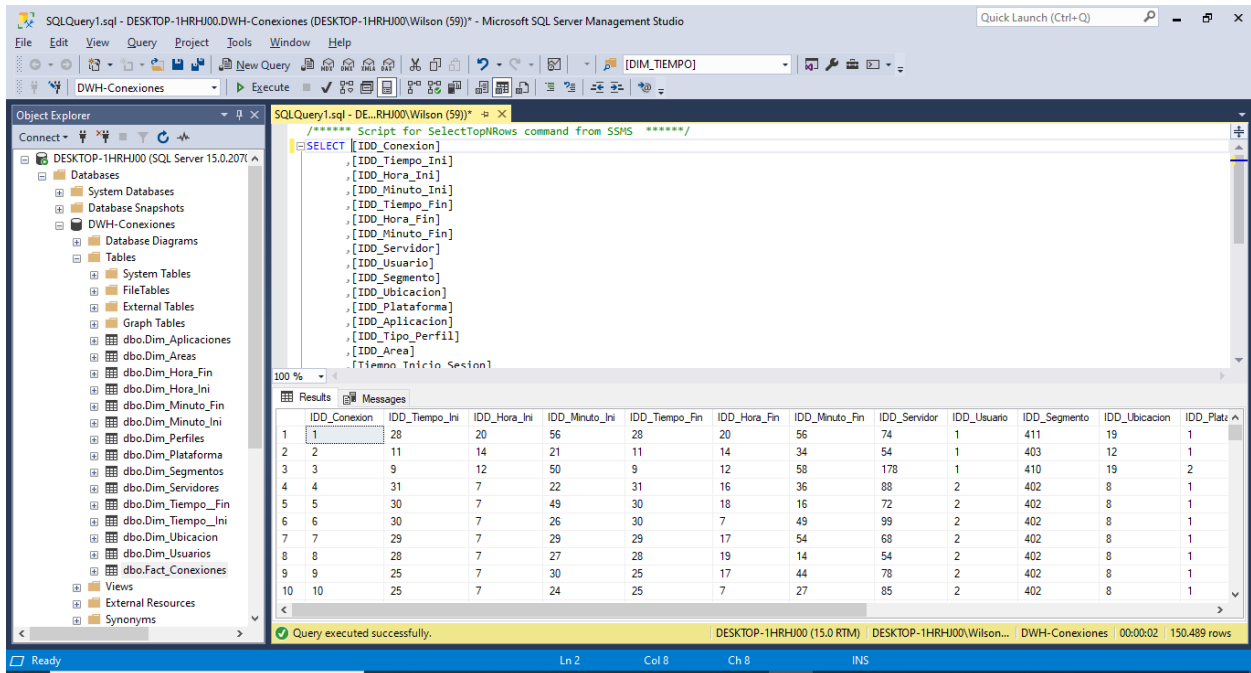 SQLQuery1.sql - DESKTOP-1HRHJ00.DWH-Conexiones (DESKTOP-1HRHJ00\Wilson (59))* - Microsoft SQL Server Management Studio
Quick Launch (Ctrl+Q)
File Edit View Query Project Tools Window Help
New Query [DIM_TIEMPO]
DWH-Conexiones Execute
Object Explorer
SQLQuery1.sql - DE...RHJ00\Wilson (59))*
Connect
DESKTOP-1HRHJ00 (SQL Server 15.0.2070
Databases
System Databases
Database Snapshots
DWH-Conexiones
Database Diagrams
Tables
System Tables
FileTables
External Tables
Graph Tables
dbo.Dim_Aplicaciones
dbo.Dim_Areas
dbo.Dim_Hora_Fin
dbo.Dim_Hora_Ini
dbo.Dim_Minuto_Fin
dbo.Dim_Minuto_Ini
dbo.Dim_Perfiles
dbo.Dim_Plataforma
dbo.Dim_Segmentos
dbo.Dim_Servidores
dbo.Dim_Tiempo__Fin
dbo.Dim_Tiempo__Ini
dbo.Dim_Ubicacion
dbo.Dim_Usuarios
dbo.Fact_Conexiones
Views
External Resources
Synonyms
/****** Script for SelectTopNRows command from SSMS ******/
SELECT [IDD_Conexion]
,[IDD_Tiempo_Ini]
,[IDD_Hora_Ini]
,[IDD_Minuto_Ini]
,[IDD_Tiempo_Fin]
,[IDD_Hora_Fin]
,[IDD_Minuto_Fin]
,[IDD_Servidor]
,[IDD_Usuario]
,[IDD_Segmento]
,[IDD_Ubicacion]
,[IDD_Plataforma]
,[IDD_Aplicacion]
,[IDD_Tipo_Perfil]
,[IDD_Area]
,[Tiempo_Inicio_Sesion]
100 %
Results Messages
IDD_Conexion IDD_Tiempo_Ini IDD_Hora_Ini IDD_Minuto_Ini IDD_Tiempo_Fin IDD_Hora_Fin IDD_Minuto_Fin IDD_Servidor IDD_Usuario IDD_Segmento IDD_Ubicacion IDD_Plata
1 1 28 20 56 28 20 56 74 1 411 19 1
2 2 11 14 21 11 14 34 54 1 403 12 1
3 3 9 12 50 9 12 58 178 1 410 19 2
4 4 31 7 22 31 16 36 88 2 402 8 1
5 5 30 7 49 30 18 16 72 2 402 8 1
6 6 30 7 26 30 7 49 99 2 402 8 1
7 7 29 7 29 29 17 54 68 2 402 8 1
8 8 28 7 27 28 19 14 54 2 402 8 1
9 9 25 7 30 25 17 44 78 2 402 8 1
10 10 25 7 24 25 7 27 85 2 402 8 1
Query executed successfully. DESKTOP-1HRHJ00 (15.0 RTM) DESKTOP-1HRHJ00\Wilson... DWH-Conexiones 00:00:02 150.489 rows
Ready Ln 2 Col 8 Ch 8 INS